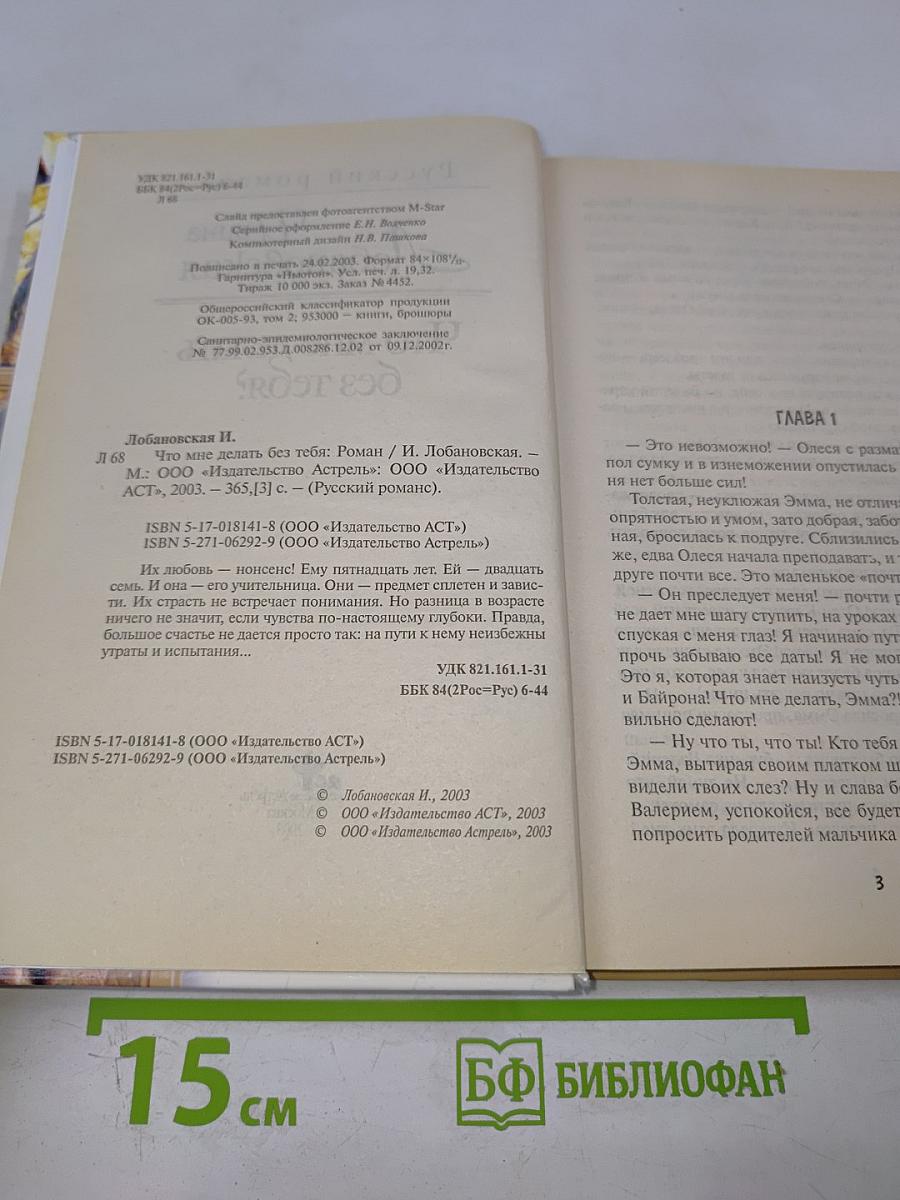 УДК 821.161.1-31
ББК 84(2Рос=Рус) 6-44
Л 68
Слайд предоставлен фотоагентством M-Star
Серийное оформление Е.Н. Волченко
Компьютерный дизайн Н.В. Пашкова
Подписано в печать 24.02.2003. Формат 84×108¹/₃₂.
Гарнитура «Ньютон». Усл. печ. л. 19,32.
Тираж 10 000 экз. Заказ № 4452.
Общероссийский классификатор продукции
ОК-005-93, том 2; 953000 — книги, брошюры
Санитарно-эпидемиологическое заключение
№ 77.99.02.953.Д.008286.12.02 от 09.12.2002г.
Лобановская И.
Л 68 Что мне делать без тебя: Роман / И. Лобановская. —
М.: ООО «Издательство Астрель»: ООО «Издательство
АСТ», 2003. — 365,[3] с. — (Русский романс).
ISBN 5-17-018141-8 (ООО «Издательство АСТ»)
ISBN 5-271-06292-9 (ООО «Издательство Астрель»)
Их любовь — нонсенс! Ему пятнадцать лет. Ей — двадцать
семь. И она — его учительница. Они — предмет сплетен и завис-
ти. Их страсть не встречает понимания. Но разница в возрасте
ничего не значит, если чувства по-настоящему глубоки. Правда,
большое счастье не дается просто так: на пути к нему неизбежны
утраты и испытания...
УДК 821.161.1-31
ББК 84(2Рос=Рус) 6-44
ISBN 5-17-018141-8 (ООО «Издательство АСТ»)
ISBN 5-271-06292-9 (ООО «Издательство Астрель»)
© Лобановская И., 2003
© ООО «Издательство АСТ», 2003
© ООО «Издательство Астрель», 2003
ГЛАВА 1
— Это невозможно! — Олеся с разма
пол сумку и в изнеможении опустилась
ня нет больше сил!
Толстая, неуклюжая Эмма, не отлича
опрятностью и умом, зато добрая, забот
ная, бросилась к подруге. Сблизились
же, едва Олеся начала преподавать, и
друге почти все. Это маленькое «почт
— Он преследует меня! — почти р
не дает мне шагу ступить, на уроках
спуская с меня глаз! Я начинаю пут
прочь забываю все даты! Я не мог
Это я, которая знает наизусть чуть
и Байрона! Что мне делать, Эмма?!
вильно сделают!
— Ну что ты, что ты! Кто тебя
Эмма, вытирая своим платком щ
видели твоих слез? Ну и слава б
Валерием, успокойся, все будет
попросить родителей мальчика
3
15 см
БФ БИБЛИОФАН